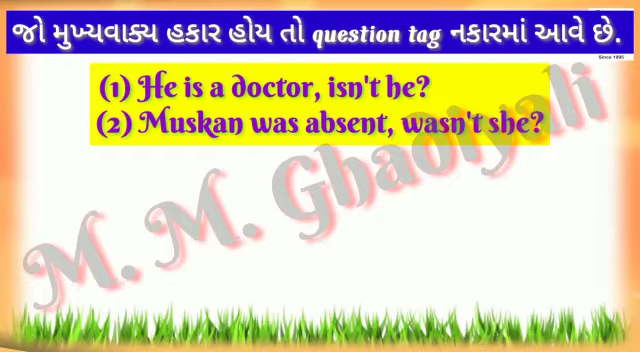 જો મુખ્યવાક્ય હકાર હોય તો question tag નકારમાં આવે છે.
Since 1995
(1) He is a doctor, isn't he?
(2) Muskan was absent, wasn't she?
M. M. Ghadiyali